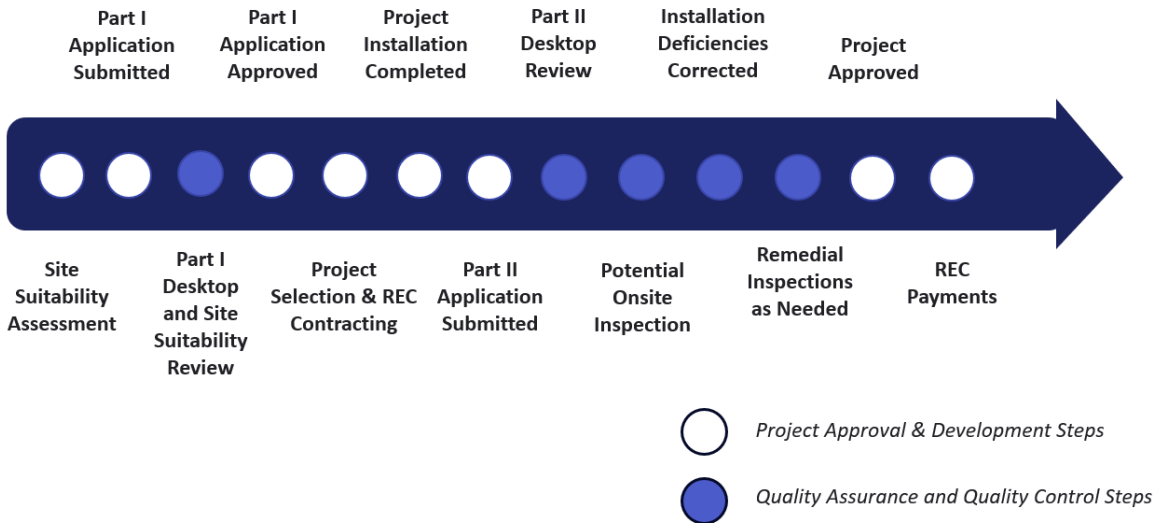 Part I
Application
Submitted
Part I
Application
Approved
Project
Installation
Completed
Part II
Desktop
Review
Installation
Deficiencies
Corrected
Project
Approved
Site
Suitability
Assessment
Part I
Desktop
and Site
Suitability
Review
Project
Selection & REC
Contracting
Part II
Application
Submitted
Potential
Onsite
Inspection
Remedial
Inspections
as Needed
REC
Payments
Project Approval & Development Steps
Quality Assurance and Quality Control Steps